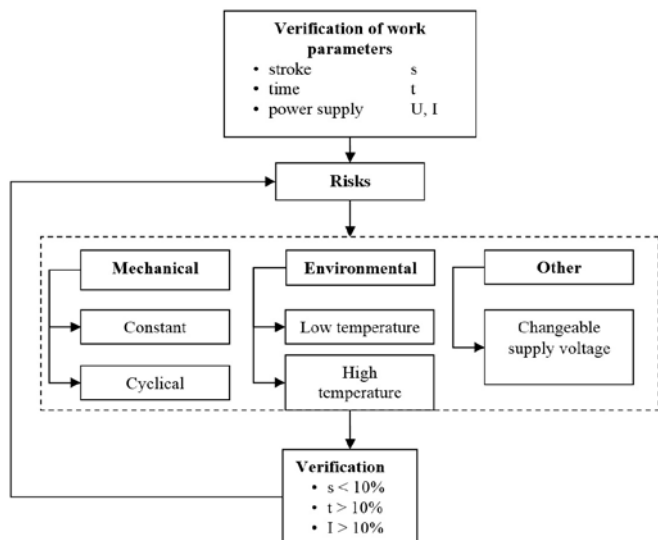 Verification of work
parameters
• stroke s
• time t
• power supply U, I
Risks
Mechanical
Constant
Cyclical
Environmental
Low temperature
High
temperature
Other
Changeable
supply voltage
Verification
• s < 10%
• t > 10%
• I > 10%